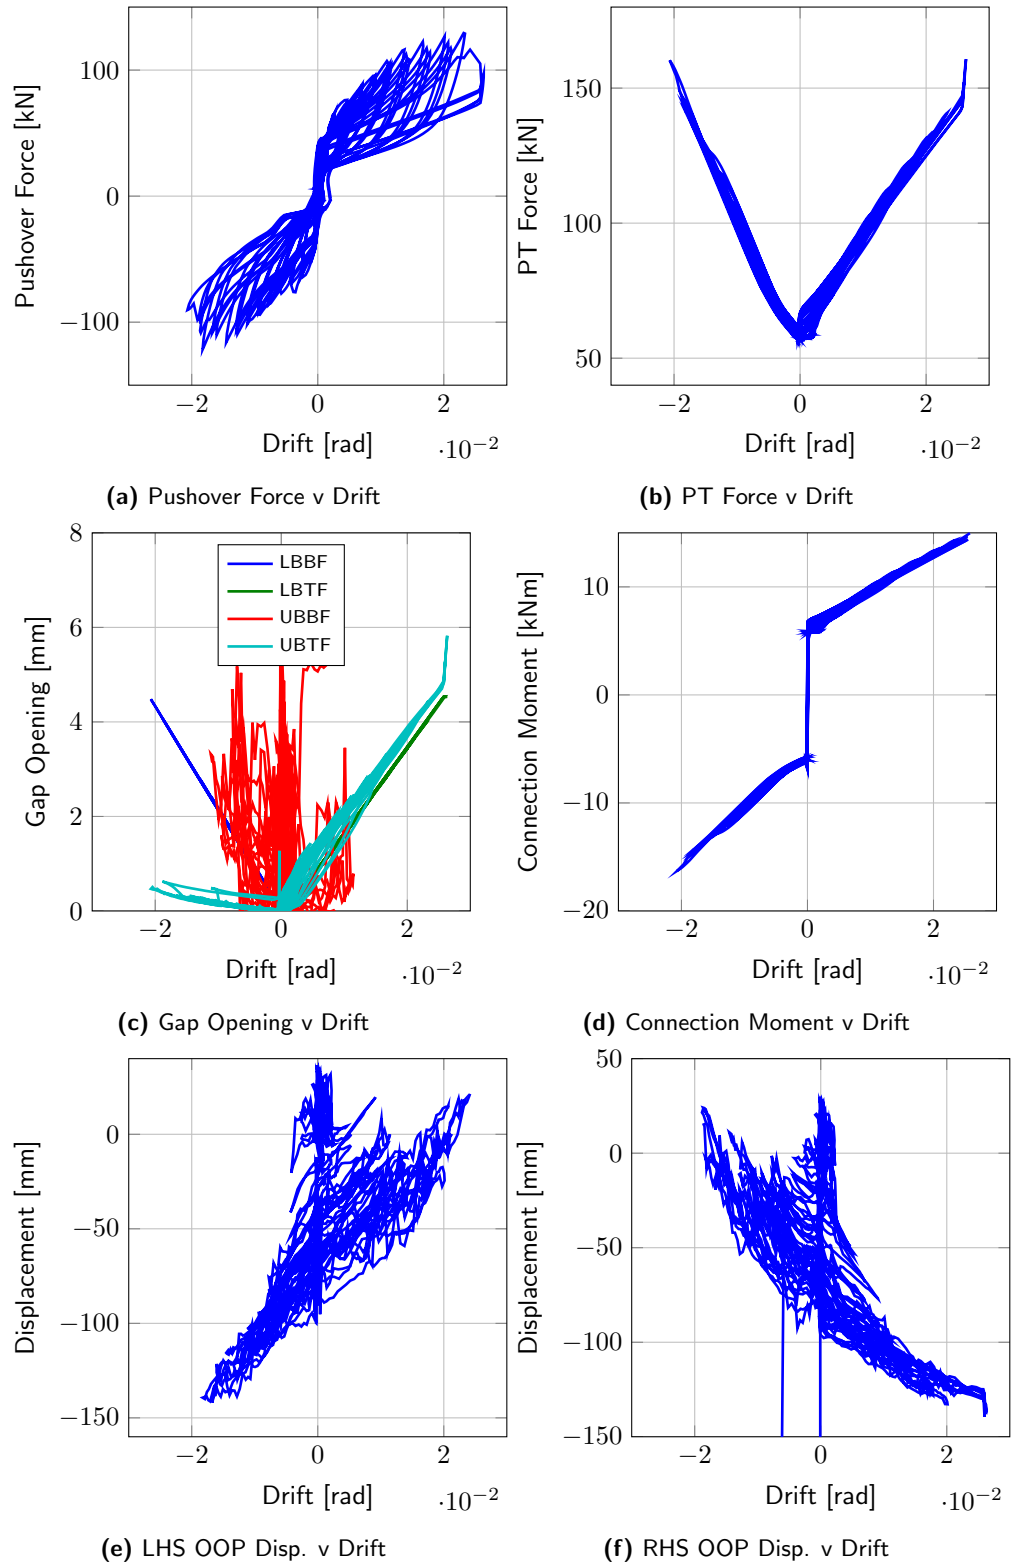 100
0
−100
Pushover Force [kN]
−2
0
2
Drift [rad]
·10−2
(a) Pushover Force v Drift
150
100
50
PT Force [kN]
−2
0
2
Drift [rad]
·10−2
(b) PT Force v Drift
8
6
4
2
0
Gap Opening [mm]
LBBF
LBTF
UBBF
UBTF
−2
0
2
Drift [rad]
·10−2
(c) Gap Opening v Drift
10
0
−10
−20
Connection Moment [kNm]
−2
0
2
Drift [rad]
·10−2
(d) Connection Moment v Drift
0
−50
−100
−150
Displacement [mm]
−2
0
2
Drift [rad]
·10−2
(e) LHS OOP Disp. v Drift
50
0
−50
−100
−150
Displacement [mm]
−2
0
2
Drift [rad]
·10−2
(f) RHS OOP Disp. v Drift